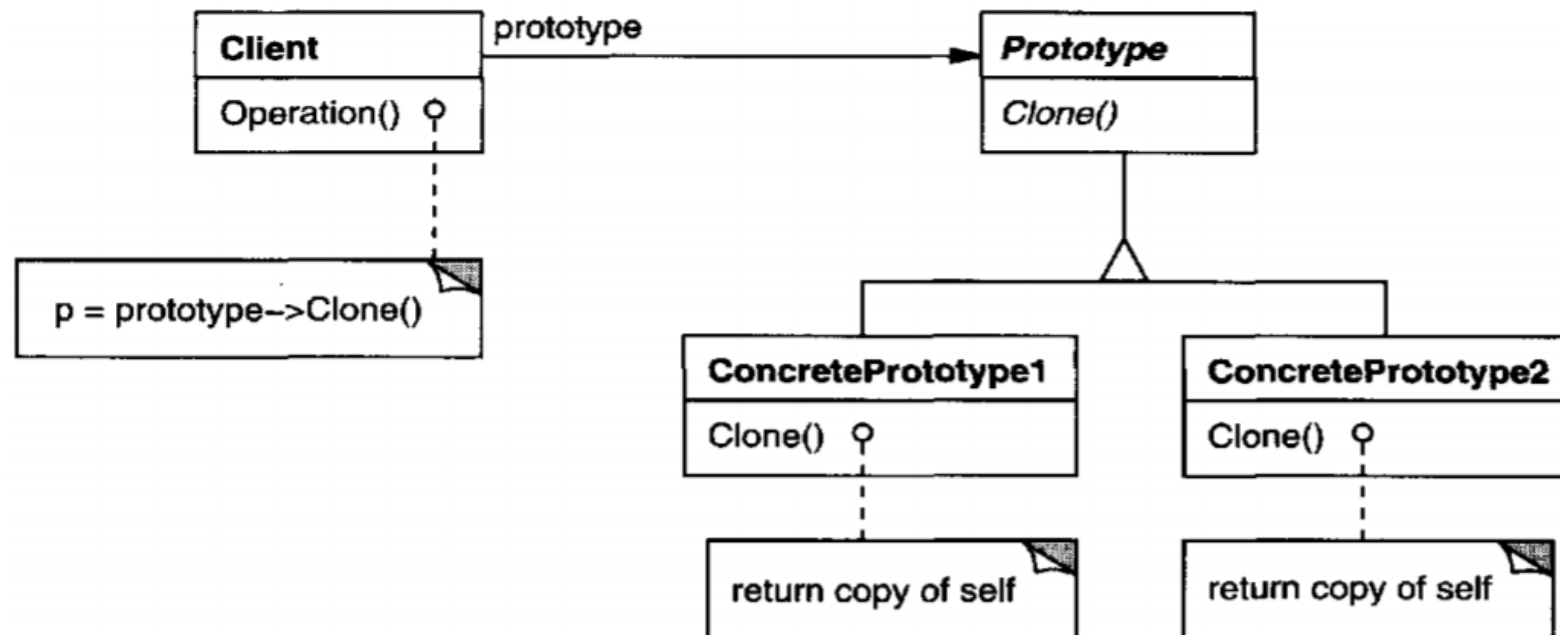 Client
prototype
Prototype
Operation()
Clone()
p = prototype->Clone()
ConcretePrototype1
ConcretePrototype2
Clone()
Clone()
return copy of self
return copy of self